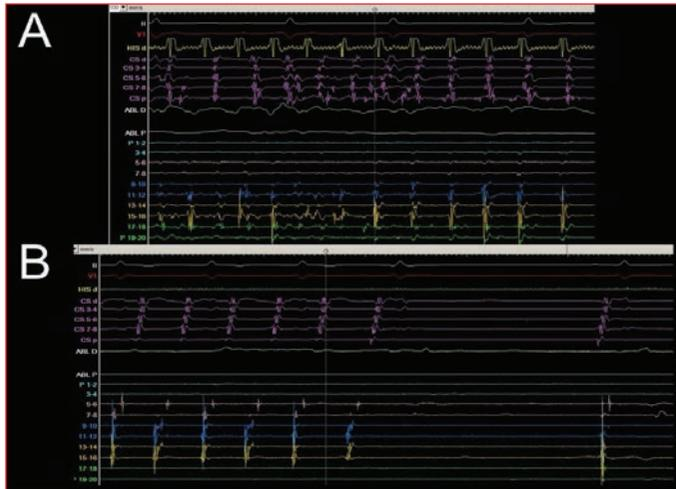 A
mm/s
II
V1
HIS d
CS d
CS 3-4
CS 5-6
CS 7-8
CS p
ABL D
ABL P
P 1-2
3-4
5-6
7-8
9-10
11-12
13-14
15-16
17-18
P 19-20
B
mm/s
II
V1
HIS d
CS d
CS 3-4
CS 5-6
CS 7-8
CS p
ABL D
ABL P
P 1-2
3-4
5-6
7-8
9-10
11-12
13-14
15-16
17-18
P 19-20